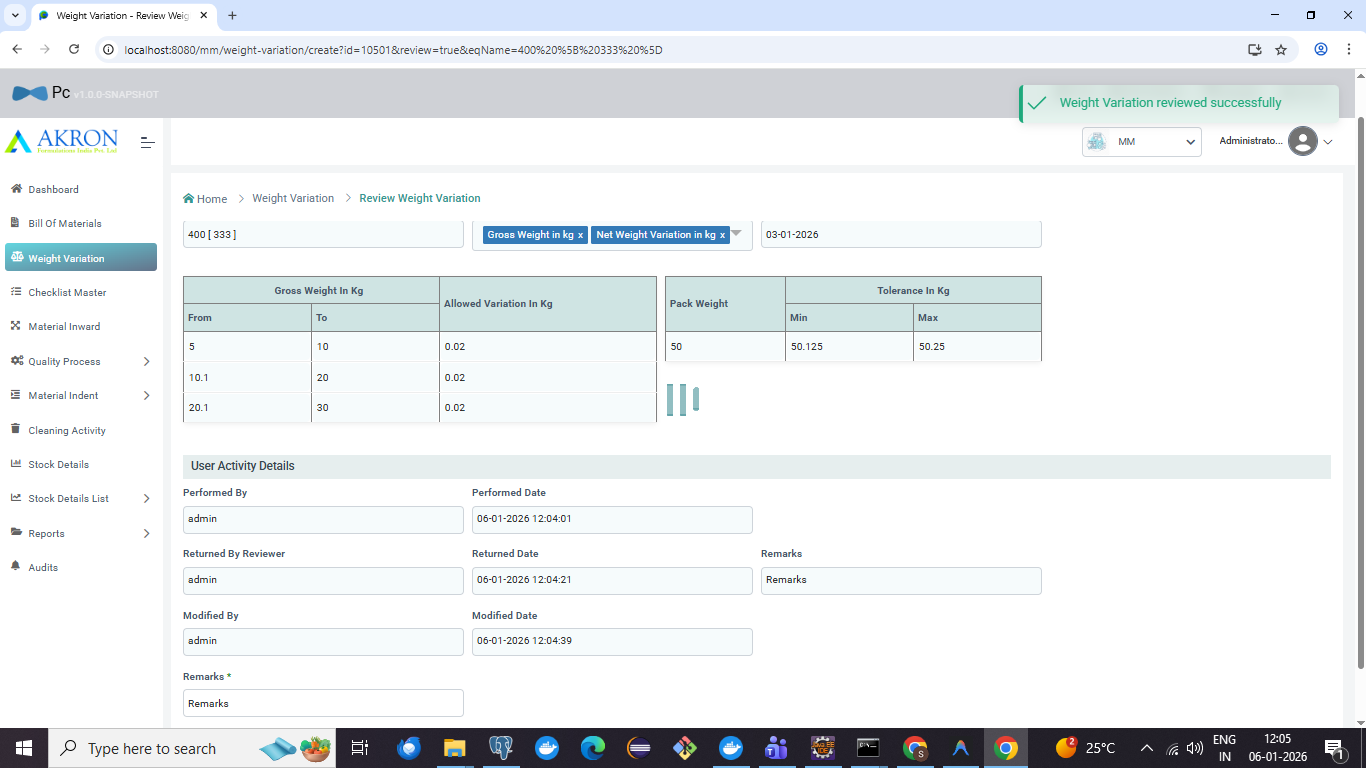 Weight Variation - Review Weig
localhost:8080/mm/weight-variation/create?id=10501&review=true&eqName=400%20%5B%20333%20%5D
Pc v1.0.0-SNAPSHOT
Weight Variation reviewed successfully
AKRON
Formulations India Pvt Ltd
MM
Administrato...
Dashboard
Bill Of Materials
Weight Variation
Checklist Master
Material Inward
Quality Process
Material Indent
Cleaning Activity
Stock Details
Stock Details List
Reports
Audits
Home > Weight Variation > Review Weight Variation
400 [ 333 ]
Gross Weight in kg x Net Weight Variation in kg x
03-01-2026
Gross Weight In Kg
Allowed Variation In Kg
From To
5 10 0.02
10.1 20 0.02
20.1 30 0.02
Pack Weight
Tolerance In Kg
Min Max
50 50.125 50.25
User Activity Details
Performed By Performed Date
admin 06-01-2026 12:04:01
Returned By Reviewer Returned Date Remarks
admin 06-01-2026 12:04:21 Remarks
Modified By Modified Date
admin 06-01-2026 12:04:39
Remarks *
Remarks
Type here to search
2
25°C
ENG
IN
12:05
06-01-2026
1